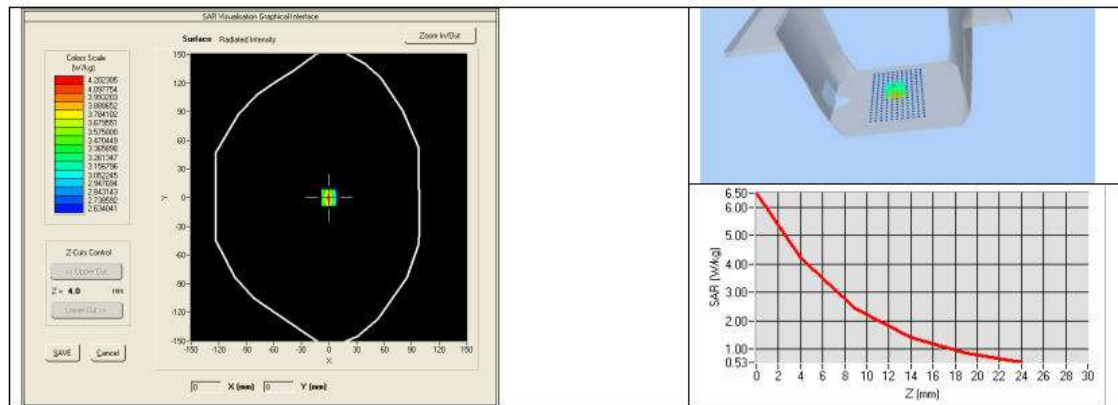 SAR Visualisation Graphical Interface
Surface Radiated Intensity
Zoom In/Out
Colors Scale
(W/kg)
4.202305
4.097754
3.993203
3.888652
3.784102
3.679551
3.575000
3.470449
3.365898
3.261347
3.156796
3.052245
2.947694
2.843143
2.738592
2.634041
Z-Cuts Control
<< Upper Cut
Z = 4.0 mm
Lower Cut >>
SAVE Cancel
150
120
90
60
30
0
-30
-60
-90
-120
-150
Y
-150 -120 -90 -60 -30 0 30 60 90 120 150
X
0 X (mm) 0 Y (mm)
6.50
6.00
5.00
4.00
3.00
2.00
1.00
0.53
SAR (W/kg)
0 2 4 6 8 10 12 14 16 18 20 22 24 26 28 30
Z (mm)